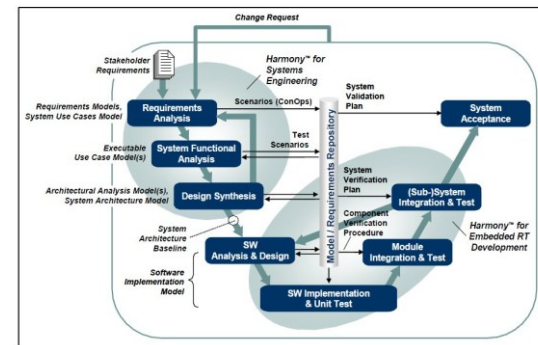 Change Request
Stakeholder
Requirements
Harmony™ for
Systems
Engineering
Requirements Models,
System Use Cases Model
Requirements
Analysis
Scenarios (ConOps)
System
Validation
Plan
System
Acceptance
Executable
Use Case Model(s)
System Functional
Analysis
Test
Scenarios
Model / Requirements Repository
Architectural Analysis Model(s),
System Architecture Model
Design Synthesis
System
Verification
Plan
(Sub-)System
Integration & Test
System
Architecture
Baseline
Component
Verification
Procedure
Harmony™ for
Embedded RT
Development
SW
Analysis & Design
Module
Integration & Test
Software
Implementation
Model
SW Implementation
& Unit Test